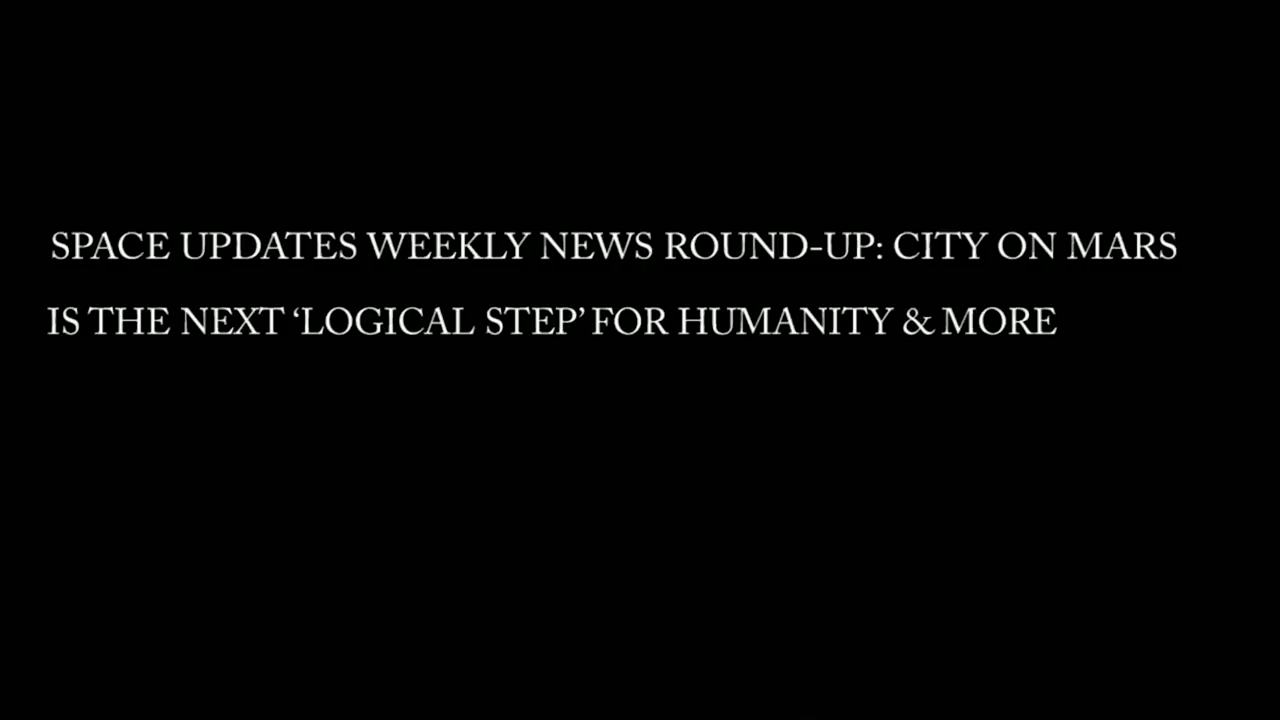 SPACE UPDATES WEEKLY NEWS ROUND-UP: CITY ON MARS
IS THE NEXT ‘LOGICAL STEP’ FOR HUMANITY & MORE